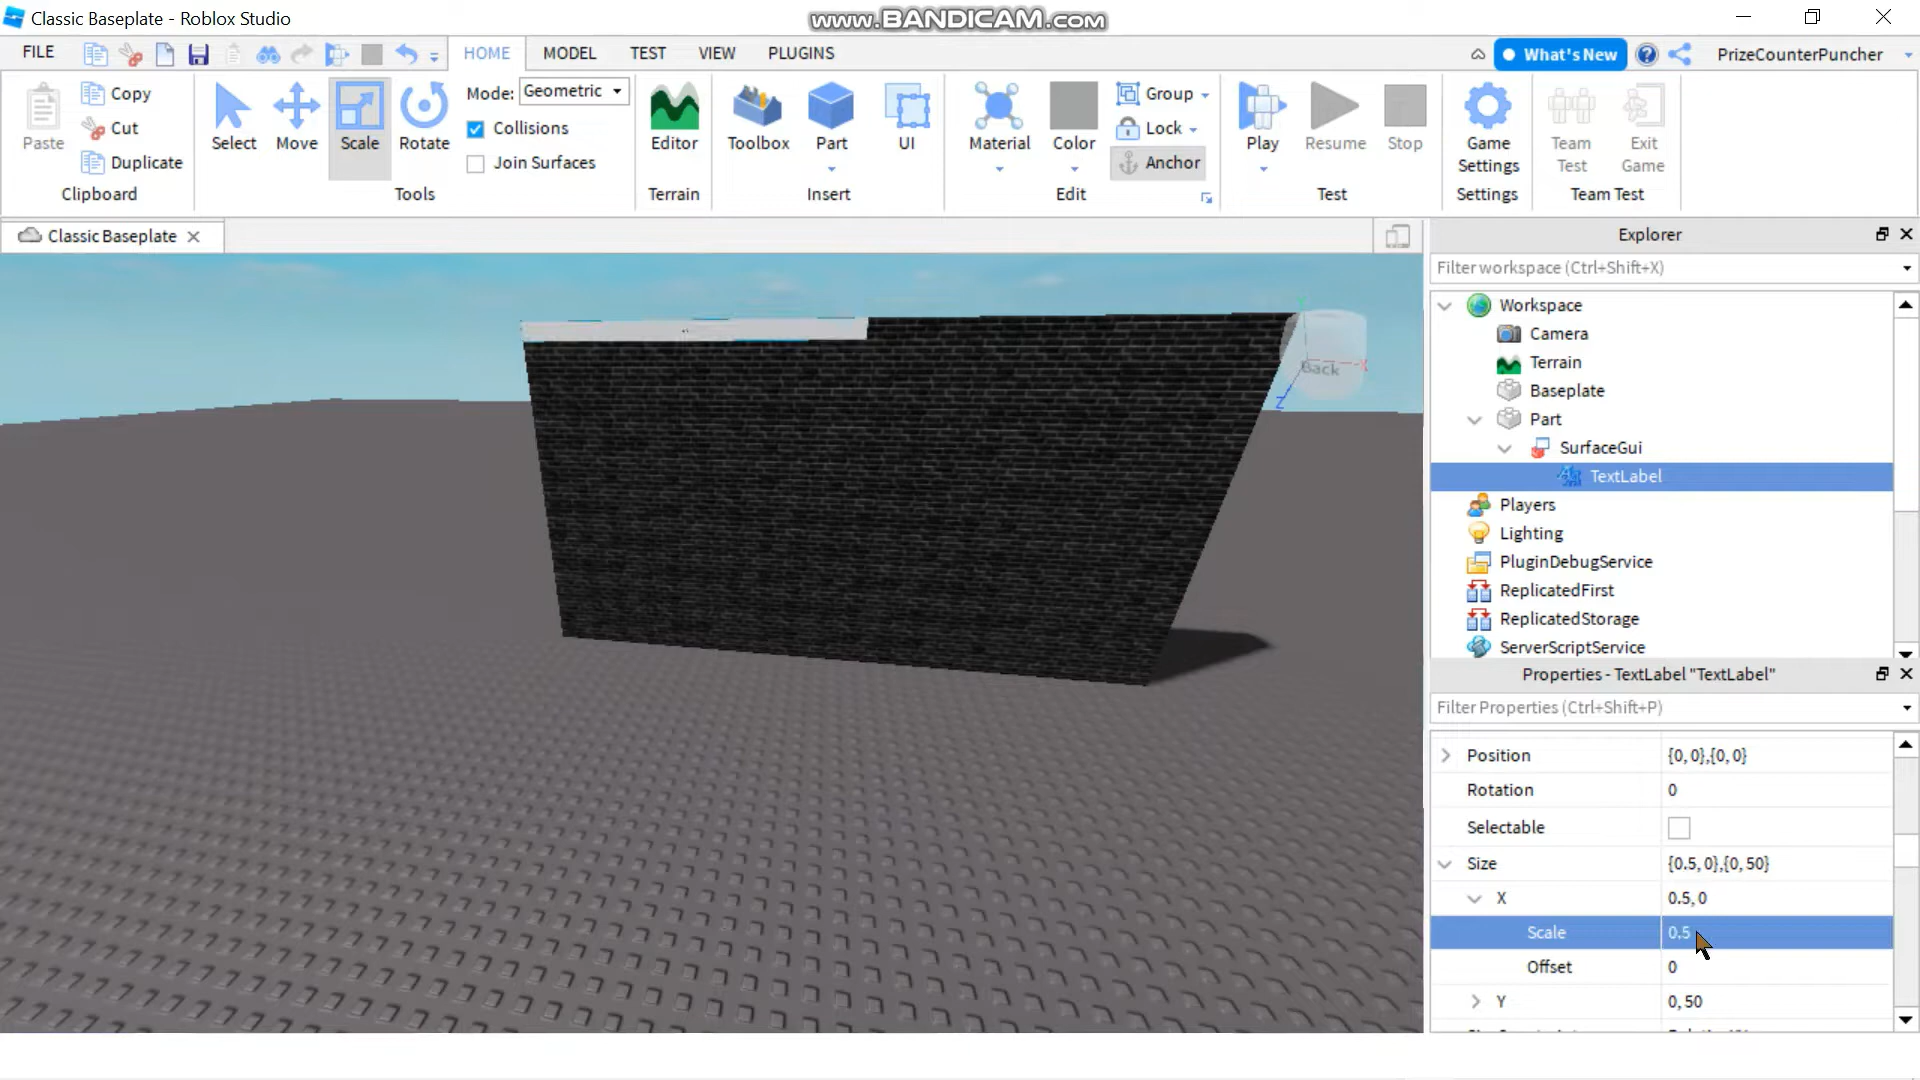 Classic Baseplate - Roblox Studio
www.BANDICAM.com
FILE
HOME
MODEL
TEST
VIEW
PLUGINS
What's New
PrizeCounterPuncher
Paste
Copy
Cut
Duplicate
Clipboard
Select
Move
Scale
Rotate
Mode: Geometric
Collisions
Join Surfaces
Tools
Editor
Terrain
Toolbox
Part
UI
Insert
Material
Color
Group
Lock
Anchor
Edit
Play
Resume
Stop
Test
Game
Settings
Settings
Team
Test
Exit
Game
Team Test
Classic Baseplate
Back
X
Y
Z
Explorer
Filter workspace (Ctrl+Shift+X)
Workspace
Camera
Terrain
Baseplate
Part
SurfaceGui
TextLabel
Players
Lighting
PluginDebugService
ReplicatedFirst
ReplicatedStorage
ServerScriptService
Properties - TextLabel "TextLabel"
Filter Properties (Ctrl+Shift+P)
Position {0, 0},{0, 0}
Rotation 0
Selectable
Size {0.5, 0},{0, 50}
X 0.5, 0
Scale 0.5
Offset 0
Y 0, 50